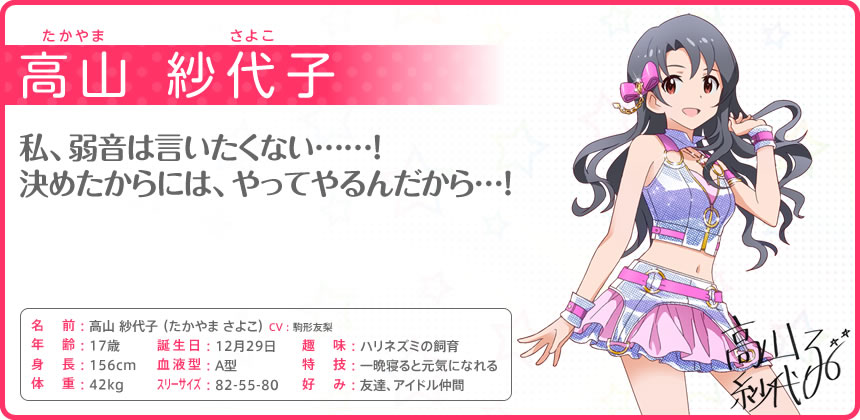 たかやま さよこ
高山 紗代子
私、弱音は言いたくない……!
決めたからには、やってやるんだから…!
名 前 : 高山 紗代子 (たかやま さよこ) CV : 駒形友梨
年 齢 : 17歳 誕生日 : 12月29日 趣 味 : ハリネズミの飼育
身 長 : 156cm 血液型 : A型 特 技 : 一晩寝ると元気になれる
体 重 : 42kg スリーサイズ : 82-55-80 好 み : 友達、アイドル仲間
高山
紗代子